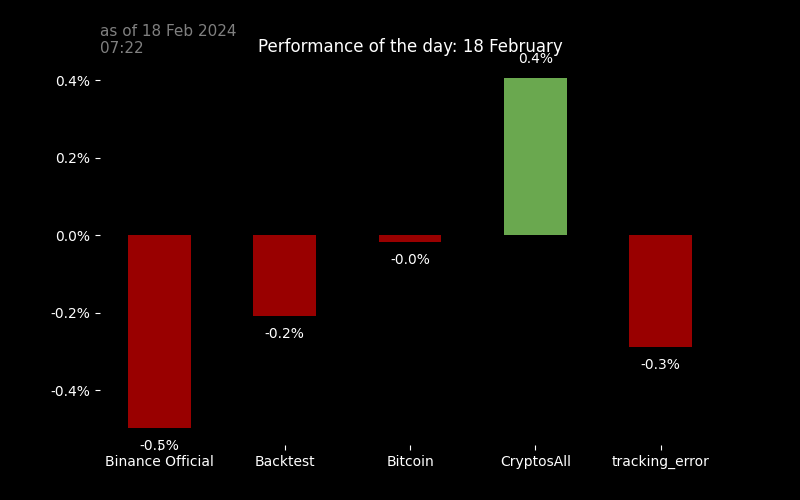 as of 18 Feb 2024
07:22
Performance of the day: 18 February
0.4%
0.4%
0.2%
0.0%
-0.0%
-0.2%
-0.2%
-0.3%
-0.4%
-0.5%
Binance Official
Backtest
Bitcoin
CryptosAll
tracking_error